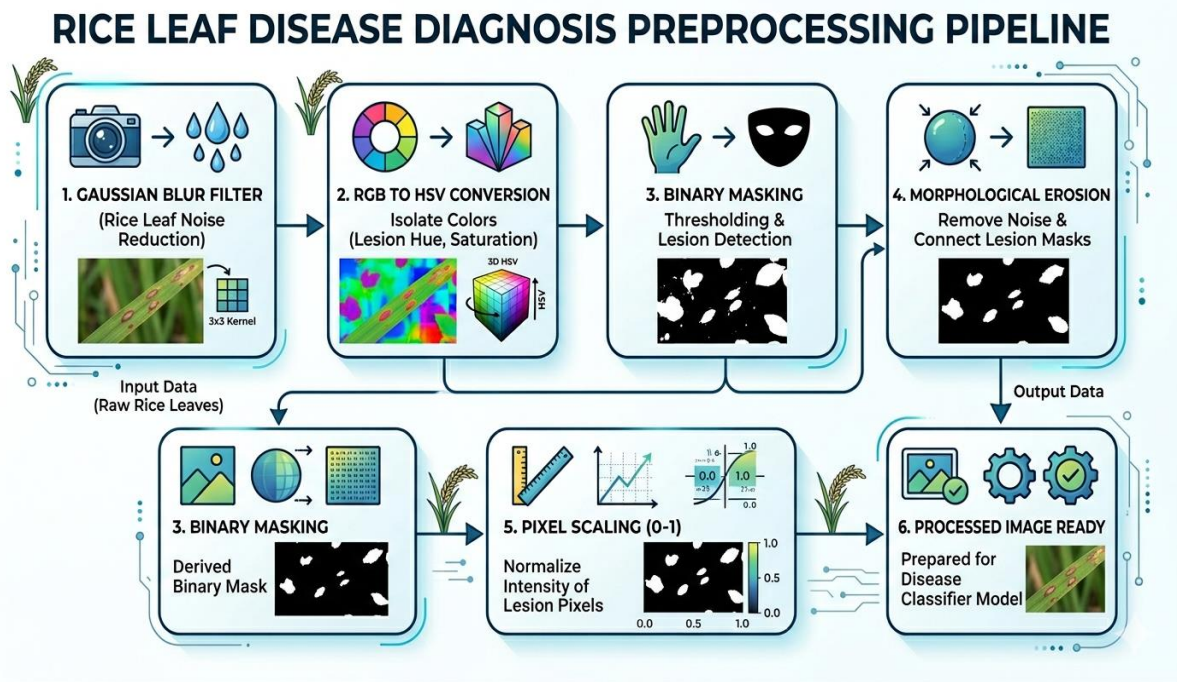 RICE LEAF DISEASE DIAGNOSIS PREPROCESSING PIPELINE
1. GAUSSIAN BLUR FILTER
(Rice Leaf Noise
Reduction)
3x3 Kernel
2. RGB TO HSV CONVERSION
Isolate Colors
(Lesion Hue, Saturation)
3D HSV
HSV
3. BINARY MASKING
Thresholding &
Lesion Detection
4. MORPHOLOGICAL EROSION
Remove Noise &
Connect Lesion Masks
Input Data
(Raw Rice Leaves)
Output Data
3. BINARY MASKING
Derived
Binary Mask
1.0
0.0
1.0
0.0
5. PIXEL SCALING (0-1)
Normalize
Intensity of
Lesion Pixels
1.0
0.5
0.0
0.0 0.5 1.0
6. PROCESSED IMAGE READY
Prepared for
Disease
Classifier Model